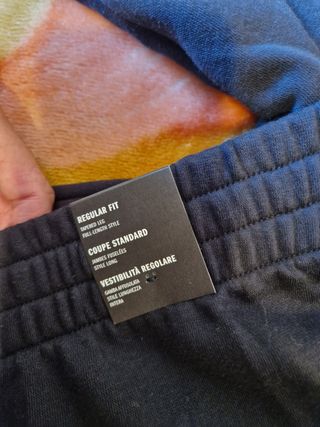 REGULAR FIT
TAPERED LEG
FULL LENGTH STYLE
COUPE STANDARD
JAMBES FUSELÉES
STYLE LONG
VESTIBILITÀ REGOLARE
GAMBA AFFUSOLATA
STILE LUNGHEZZA
INTERA